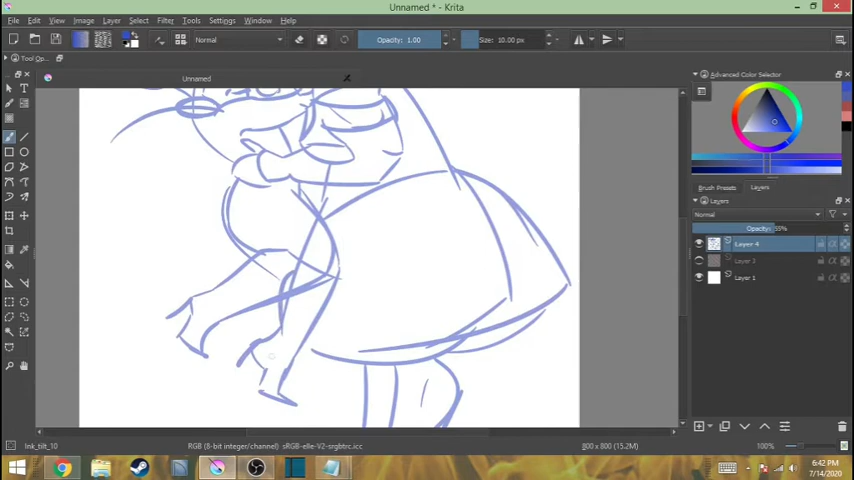 Unnamed * - Krita
File Edit View Image Layer Select Filter Tools Settings Window Help
Normal Opacity: 1.00 Size: 10.00 px
Tool Op...
Unnamed
Advanced Color Selector
Brush Presets Layers
Layers
Normal
Opacity: 55%
Layer 4
Layer 3
Layer 1
Ink_tilt_10 RGB (8-bit integer/channel) sRGB-elle-V2-srgbtrc.icc 800 x 800 (15.2M) 100%
6:42 PM
7/14/2020